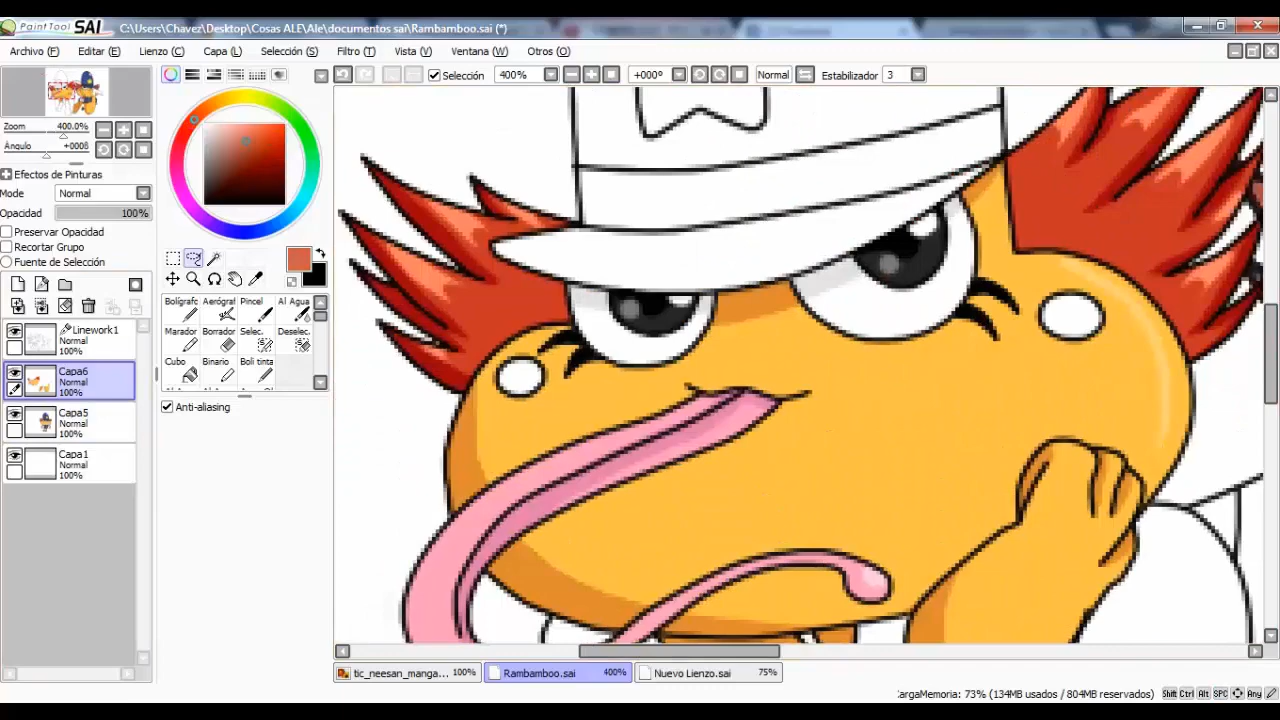 PaintTool SAI C:\Users\Chavez\Desktop\Cosas ALE\Ale\documentos sai\Rambamboo.sai (*)
Archivo (F) Editar (E) Lienzo (C) Capa (L) Selección (S) Filtro (T) Vista (V) Ventana (W) Otros (O)
Selección 400% +000º Normal Estabilizador 3
Zoom 400.0%
Ángulo +000º
Efectos de Pinturas
Mode Normal
Opacidad 100%
Preservar Opacidad
Recortar Grupo
Fuente de Selección
Linework1
Normal
100%
Capa6
Normal
100%
Capa5
Normal
100%
Capa1
Normal
100%
Bolígrafo Aerógrafo Pincel Al Agua
Marador Borrador Selec. Deselec.
Cubo Binario Boli tinta
Anti-aliasing
tic_neesan_manga... 100% Rambamboo.sai 400% Nuevo Lienzo.sai 75%
CargaMemoria: 73% (134MB usados / 804MB reservados) Shift Ctrl Alt SPC Any